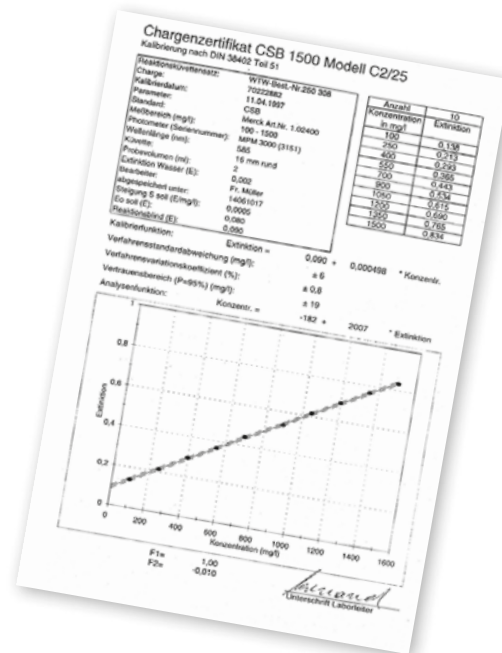 Chargenzertifikat CSB 1500 Modell C2/25
Kalibrierung nach DIN 38402 Teil 51
Reaktionsküvettensatz: WTW-Best.-Nr.250 308
Charge: 70222882
Kalibrierdatum: 11.04.1997
Parameter: CSB
Standard: Merck Art.Nr. 1.02400
Meßbereich (mg/l): 100 - 1500
Photometer (Seriennummer): MPM 3000 (3151)
Wellenlänge (nm): 585
Küvette: 16 mm rund
Probevolumen (ml): 2
Extinktion Wasser (E): 0,002
Bearbeiter: Fr. Müller
abgespeichert unter: 14061017
Steigung S soll (E/mg/l): 0,0005
Eo soll (E): 0,080
Reaktionsblind (E): 0,090
Anzahl 10
Konzentration in mg/l Extinktion
100 0,138
250 0,213
400 0,293
550 0,365
700 0,443
900 0,534
1050 0,615
1200 0,690
1350 0,765
1500 0,834
Kalibrierfunktion: Extinktion = 0,090 + 0,000498 * Konzentr.
Verfahrensstandardabweichung (mg/l): ± 6
Verfahrensvariationskoeffizient (%): ± 0,8
Vertrauensbereich (P=95%) (mg/l): ± 19
Analysenfunktion: Konzentr. = -182 + 2007 * Extinktion
1
0,8
0,6
0,4
0,2
0
Extinktion
0 200 400 600 800 1000 1200 1400 1600
Konzentration (mg/l)
F1= 1,00
F2= -0,010
Unterschrift Laborleiter